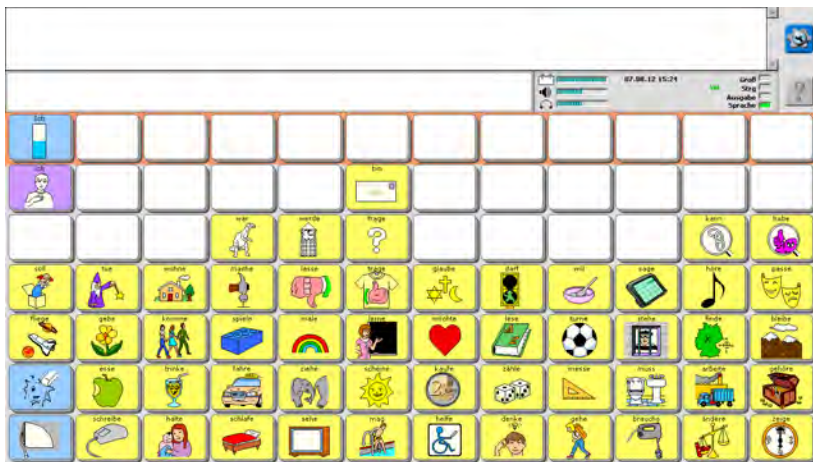 07.08.12 15:24
Groß
Strg
Ausgabe
Sprache
ich
ich bin
war werde frage kann habe
soll tue wohne mache lasse trage glaube darf will sage höre passe
fliege gebe komme spiele male lerne möchte lese turne stehe finde bleibe
esse trinke fahre ziehe scheine kaufe zähle messe muss arbeite gehöre
schreibe halte schlafe sehe mag helfe denke gehe brauche ändere zeige